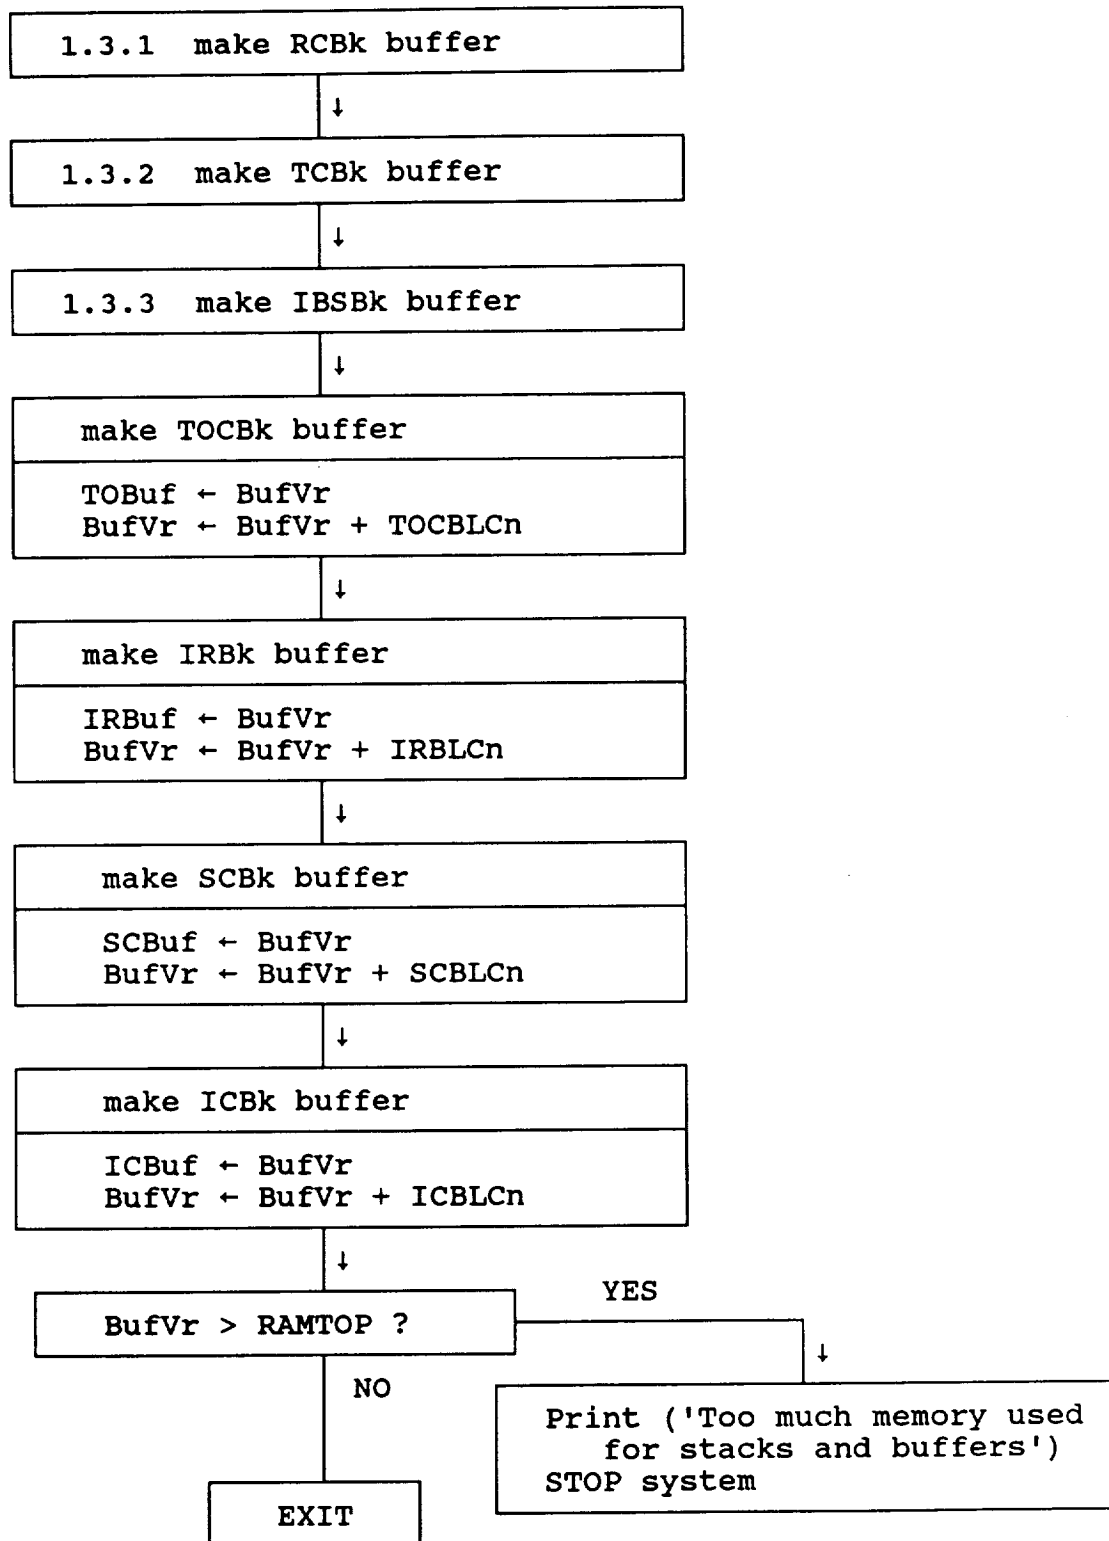 1.3.1 make RCBk buffer
↓
1.3.2 make TCBk buffer
↓
1.3.3 make IBSBk buffer
↓
make TOCBk buffer
TOBuf ← BufVr
BufVr ← BufVr + TOCBLCn
↓
make IRBk buffer
IRBuf ← BufVr
BufVr ← BufVr + IRBLCn
↓
make SCBk buffer
SCBuf ← BufVr
BufVr ← BufVr + SCBLCn
↓
make ICBk buffer
ICBuf ← BufVr
BufVr ← BufVr + ICBLCn
↓
YES
BufVr > RAMTOP ?
↓
NO
Print ('Too much memory used
for stacks and buffers')
STOP system
EXIT